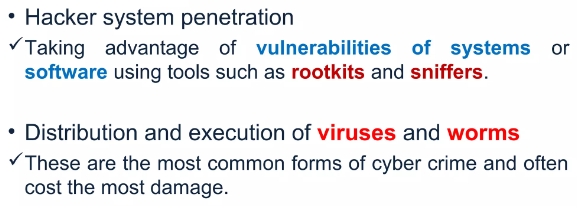 • Hacker system penetration
✓Taking advantage of vulnerabilities of systems or
software using tools such as rootkits and sniffers.
• Distribution and execution of viruses and worms
✓These are the most common forms of cyber crime and often
cost the most damage.